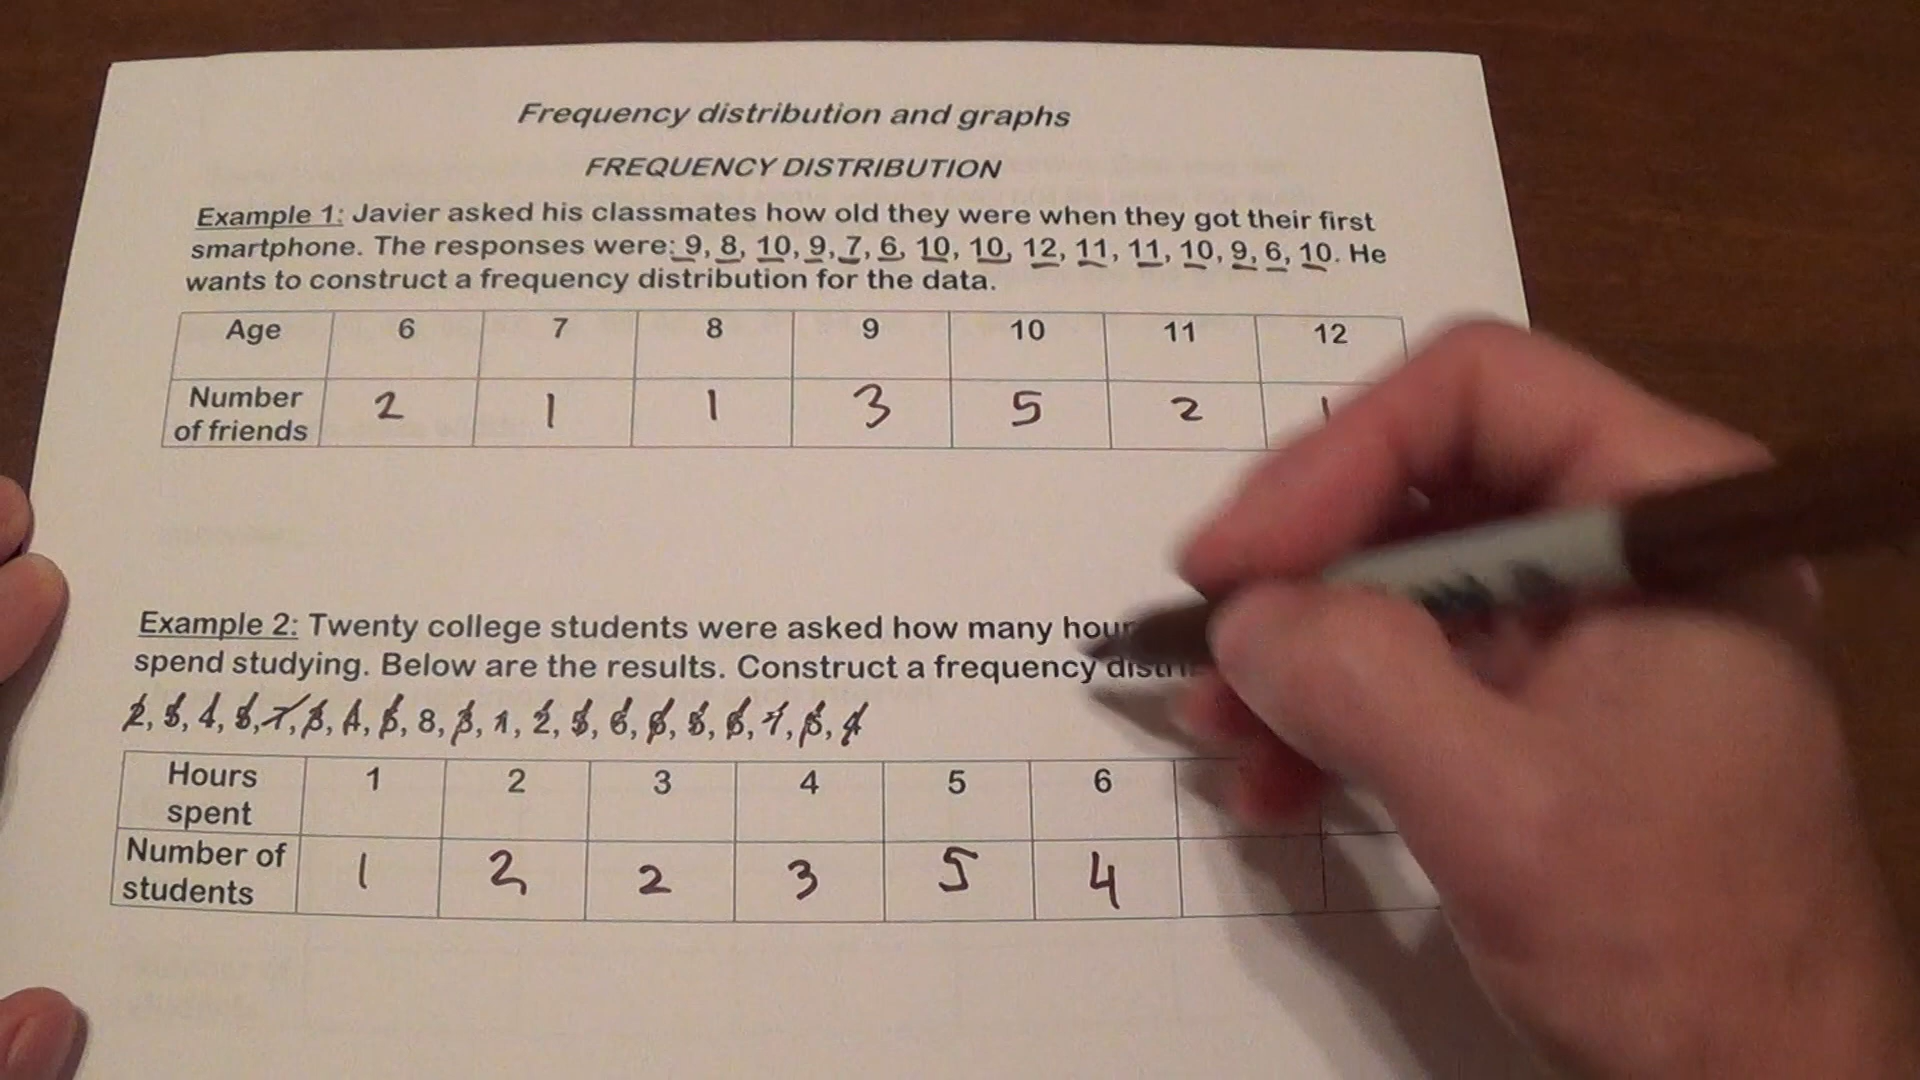 Frequency distribution and graphs
FREQUENCY DISTRIBUTION
Example 1: Javier asked his classmates how old they were when they got their first
smartphone. The responses were: 9, 8, 10, 9, 7, 6, 10, 10, 12, 11, 11, 10, 9, 6, 10. He
wants to construct a frequency distribution for the data.
Age 6 7 8 9 10 11 12
Number of friends 2 1 1 3 5 2 1
Example 2: Twenty college students were asked how many
spend studying. Below are the results. Construct a frequency
8
Hours spent 1 2 3 4 5 6
Number of students 1 2 2 3 5 4